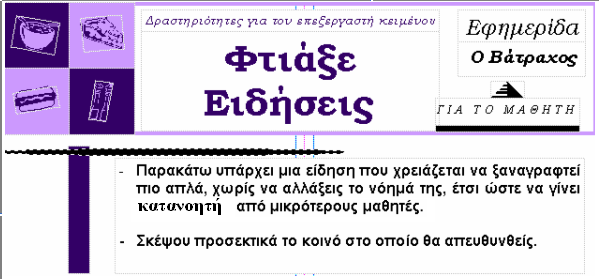 Δραστηριότητες για τον επεξεργαστή κειμένου
Φτιάξε
Ειδήσεις
Εφημερίδα
Ο Βάτραχος
ΓΙΑ ΤΟ ΜΑΘΗΤΗ
- Παρακάτω υπάρχει μια είδηση που χρειάζεται να ξαναγραφτεί
πιο απλά, χωρίς να αλλάξεις το νόημά της, έτσι ώστε να γίνει
κατανοητή από μικρότερους μαθητές.
- Σκέψου προσεκτικά το κοινό στο οποίο θα απευθυνθείς.